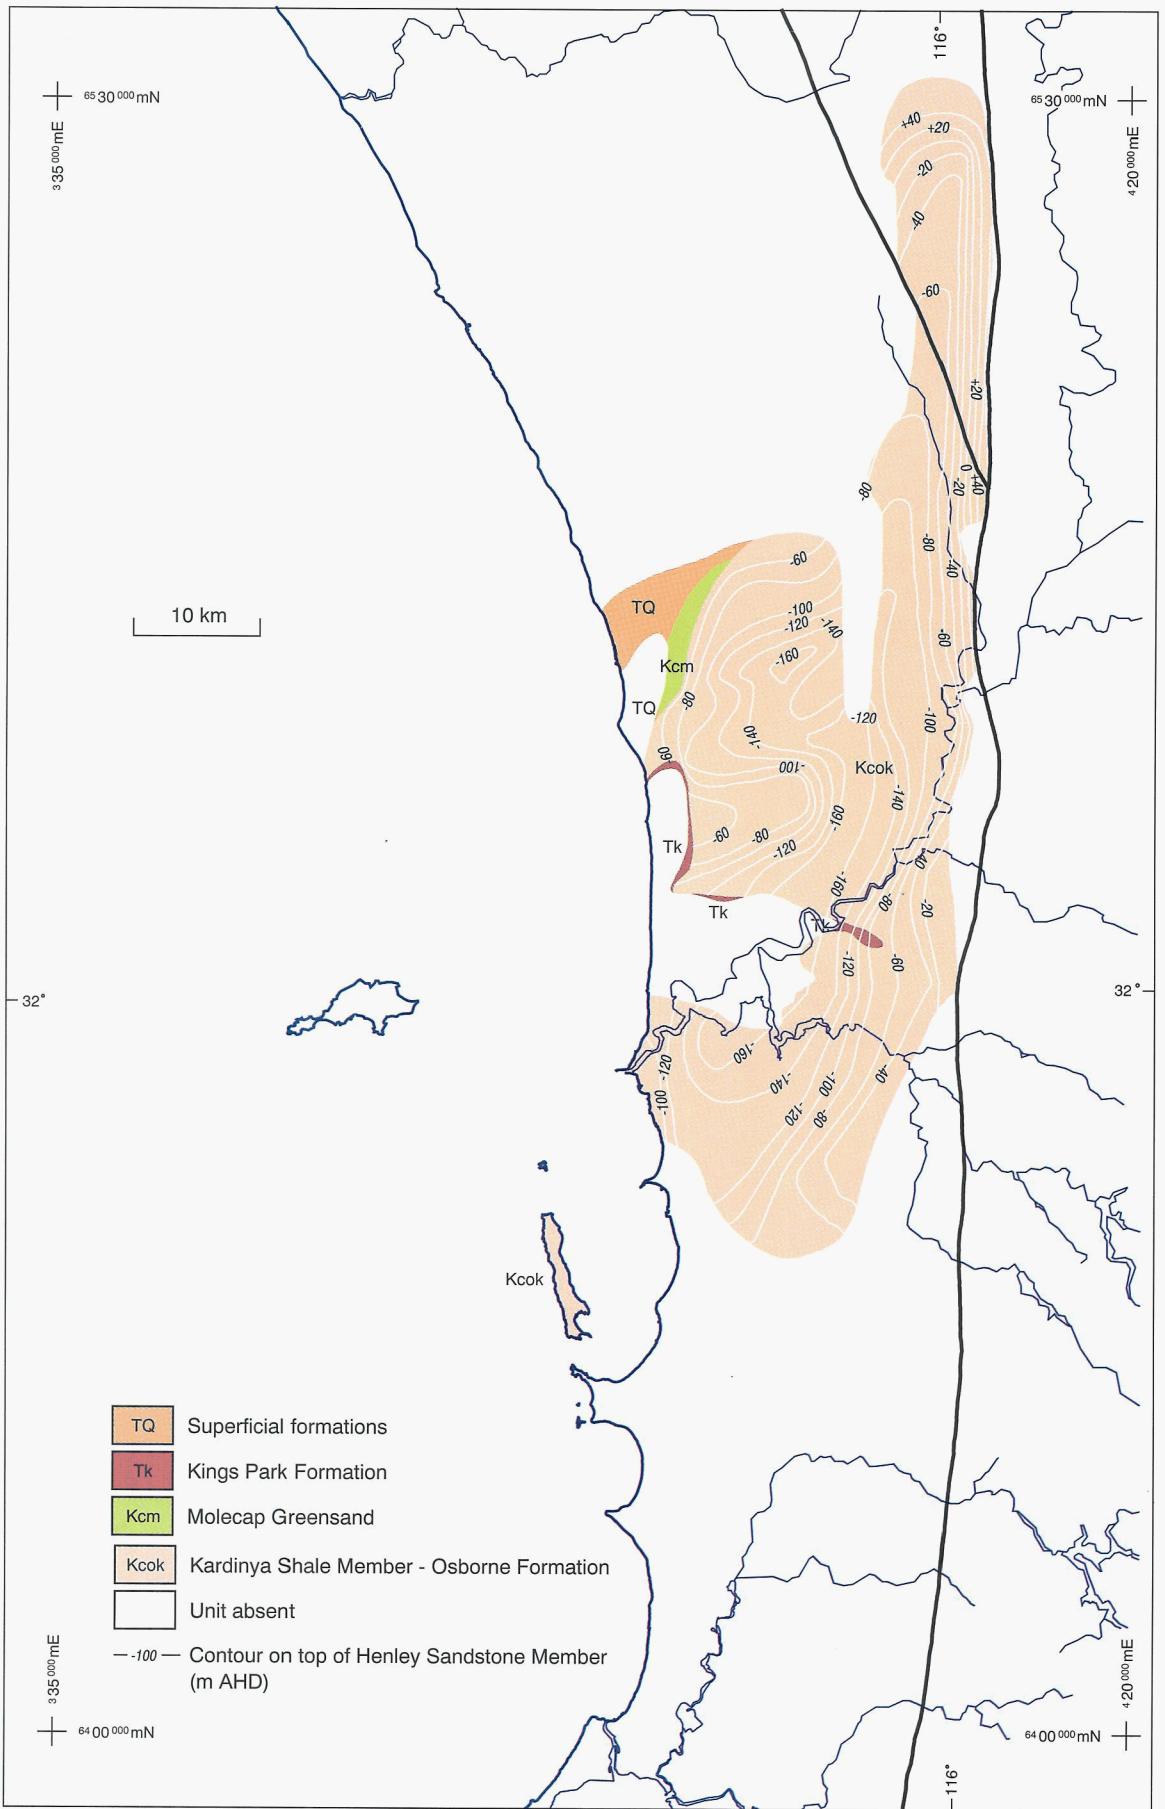 116°
65 30 000 mN
65 30 000 mN
3 35 000 mE
4 20 000 mE
+40
+20
-20
-40
-60
+20
0
+40
-20
-80
-80
-40
-60
10 km
TQ
-100
-120
-140
-60
-160
Kcm
-80
TQ
-120
-100
-140
-60
-100
Kcok
-140
-160
-60
-80
-120
Tk
-40
-160
-80
-20
Tk
Tk
-120
-60
32°
32°
-160
-120
-100
-140
-100
-40
-120
-80
Kcok
TQ Superficial formations
Tk Kings Park Formation
Kcm Molecap Greensand
Kcok Kardinya Shale Member - Osborne Formation
Unit absent
-100 Contour on top of Henley Sandstone Member
(m AHD)
3 35 000 mE
4 20 000 mE
64 00 000 mN
64 00 000 mN
116°